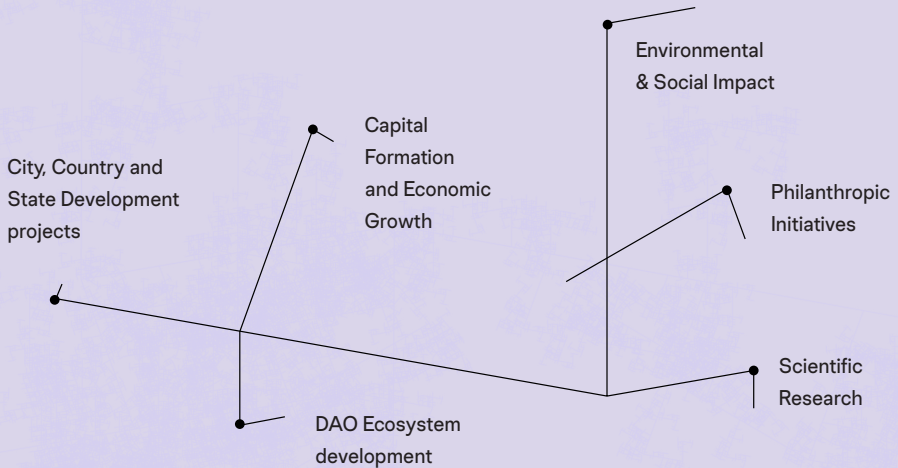 Environmental
& Social Impact
Capital
Formation
and Economic
Growth
City, Country and
State Development
projects
Philanthropic
Initiatives
Scientific
Research
DAO Ecosystem
development